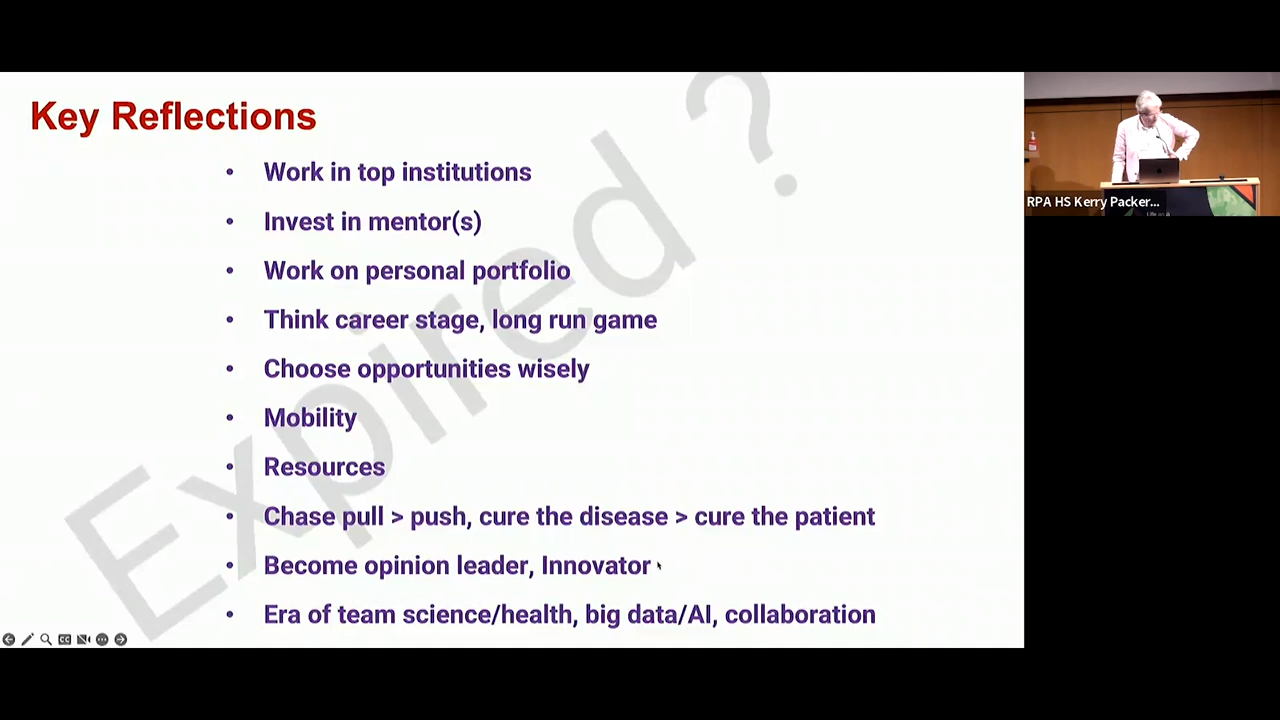 Key Reflections
• Work in top institutions
• Invest in mentor(s)
• Work on personal portfolio
• Think career stage, long run game
• Choose opportunities wisely
• Mobility
• Resources
• Chase pull > push, cure the disease > cure the patient
• Become opinion leader, Innovator
• Era of team science/health, big data/AI, collaboration
Expired ?
RPA HS Kerry Packer...